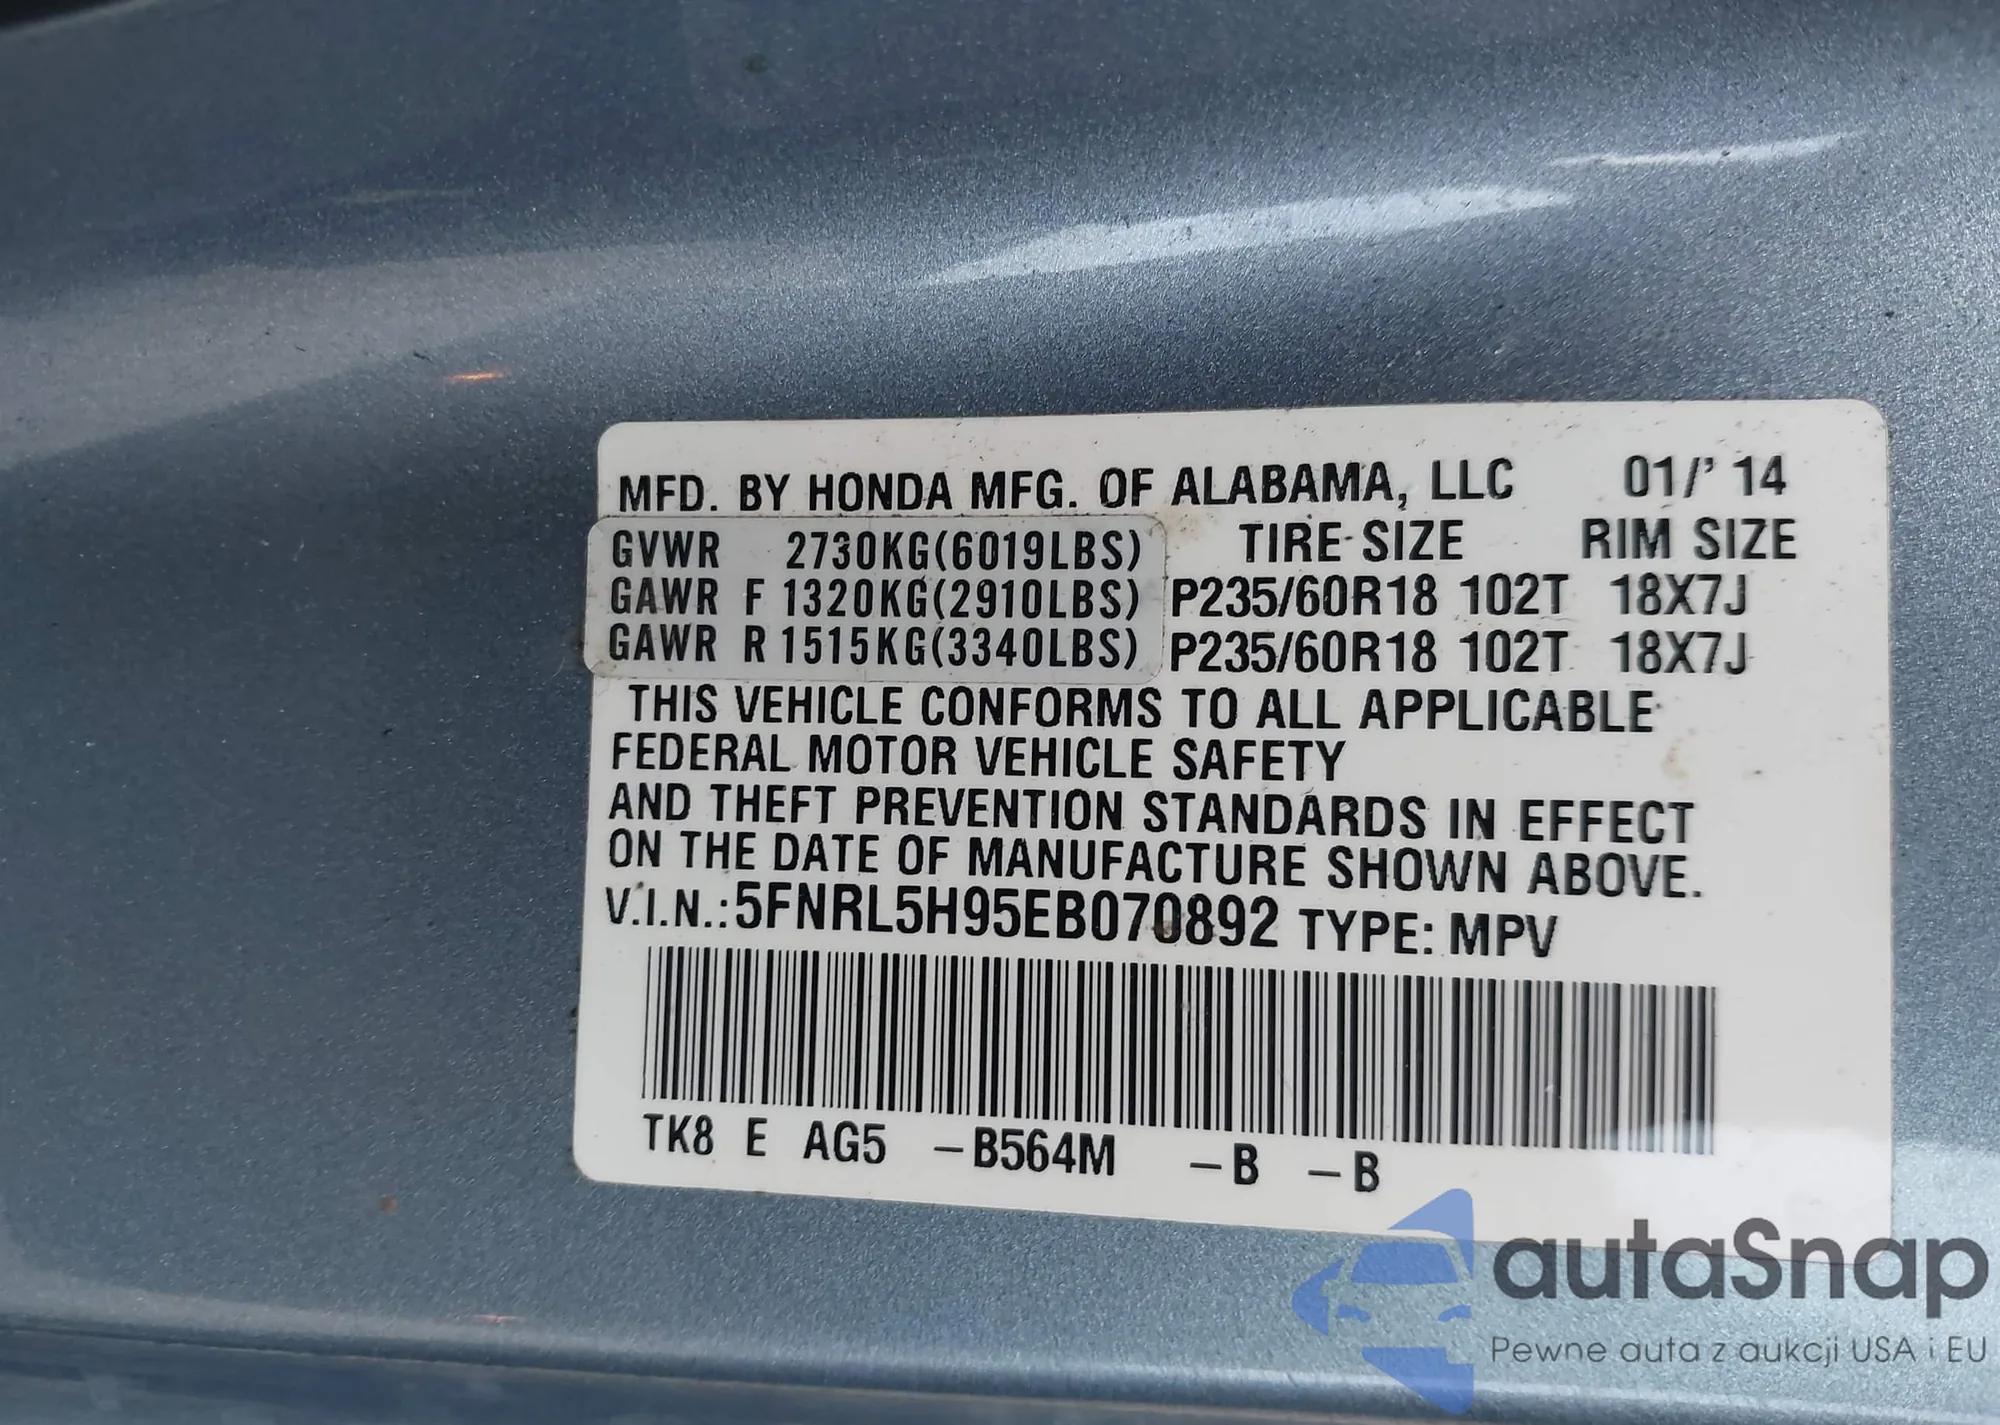 MFD. BY HONDA MFG. OF ALABAMA, LLC 01/'14
GVWR 2730KG(6019LBS) TIRE SIZE RIM SIZE
GAWR F 1320KG(2910LBS) P235/60R18 102T 18X7J
GAWR R 1515KG(3340LBS) P235/60R18 102T 18X7J
THIS VEHICLE CONFORMS TO ALL APPLICABLE
FEDERAL MOTOR VEHICLE SAFETY
AND THEFT PREVENTION STANDARDS IN EFFECT
ON THE DATE OF MANUFACTURE SHOWN ABOVE.
V.I.N.:5FNRL5H95EB070892 TYPE: MPV
TK8 E AG5 –B564M –B –B
autaSnap
Pewne auta z aukcji USA i EU